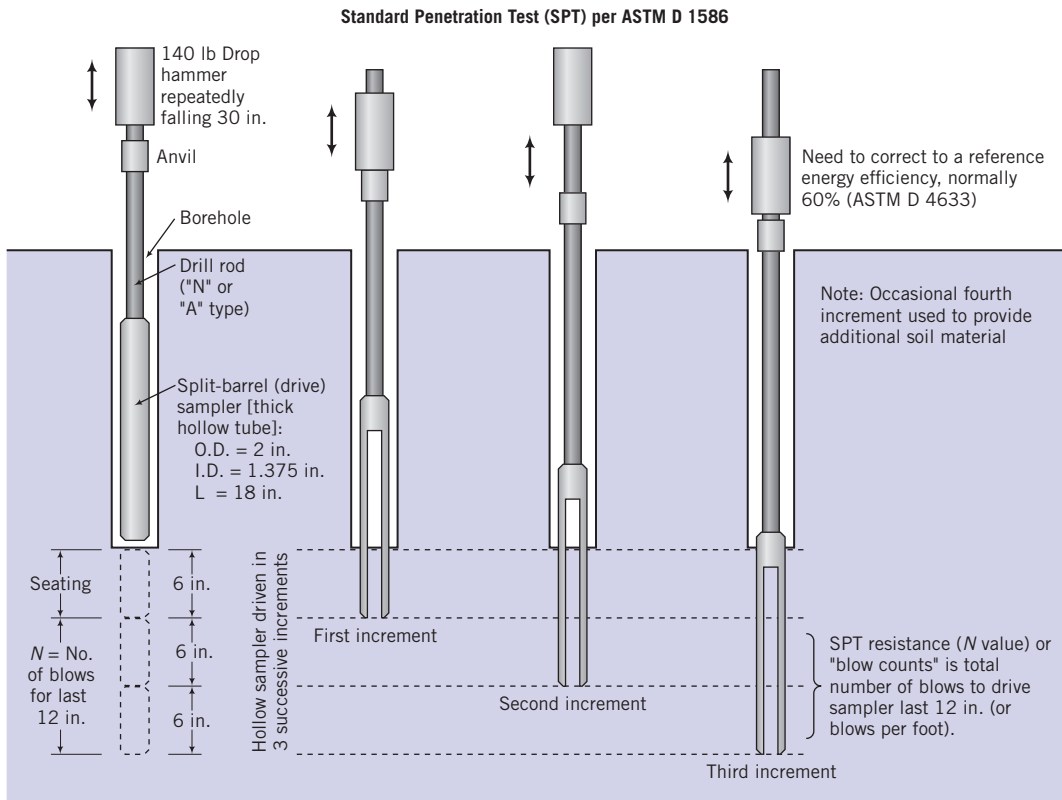 Standard Penetration Test (SPT) per ASTM D 1586
140 lb Drop
hammer
repeatedly
falling 30 in.
Anvil
Borehole
Drill rod
("N" or
"A" type)
Split-barrel (drive)
sampler [thick
hollow tube]:
O.D. = 2 in.
I.D. = 1.375 in.
L = 18 in.
Need to correct to a reference
energy efficiency, normally
60% (ASTM D 4633)
Note: Occasional fourth
increment used to provide
additional soil material
Seating
6 in.
N = No.
of blows
for last
12 in.
6 in.
6 in.
Hollow sampler driven in
3 successive increments
First increment
Second increment
Third increment
SPT resistance (N value) or
"blow counts" is total
number of blows to drive
sampler last 12 in. (or
blows per foot).